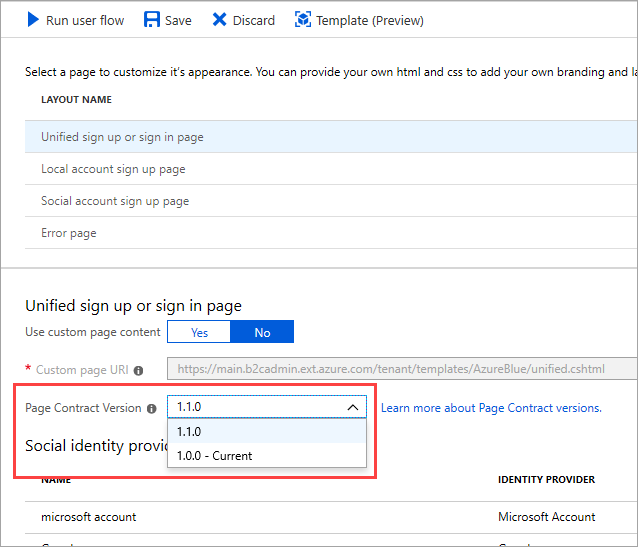 Run user flow Save Discard Template (Preview)
Select a page to customize it's appearance. You can provide your own html and css to add your own branding and
LAYOUT NAME
Unified sign up or sign in page
Local account sign up page
Social account sign up page
Error page
Unified sign up or sign in page
Use custom page content Yes No
* Custom page URI https://main.b2cadmin.ext.azure.com/tenant/templates/AzureBlue/unified.cshtml
Page Contract Version 1.1.0 Learn more about Page Contract versions.
1.1.0
Social identity provi
1.0.0 - Current
NAME IDENTITY PROVIDER
microsoft account Microsoft Account